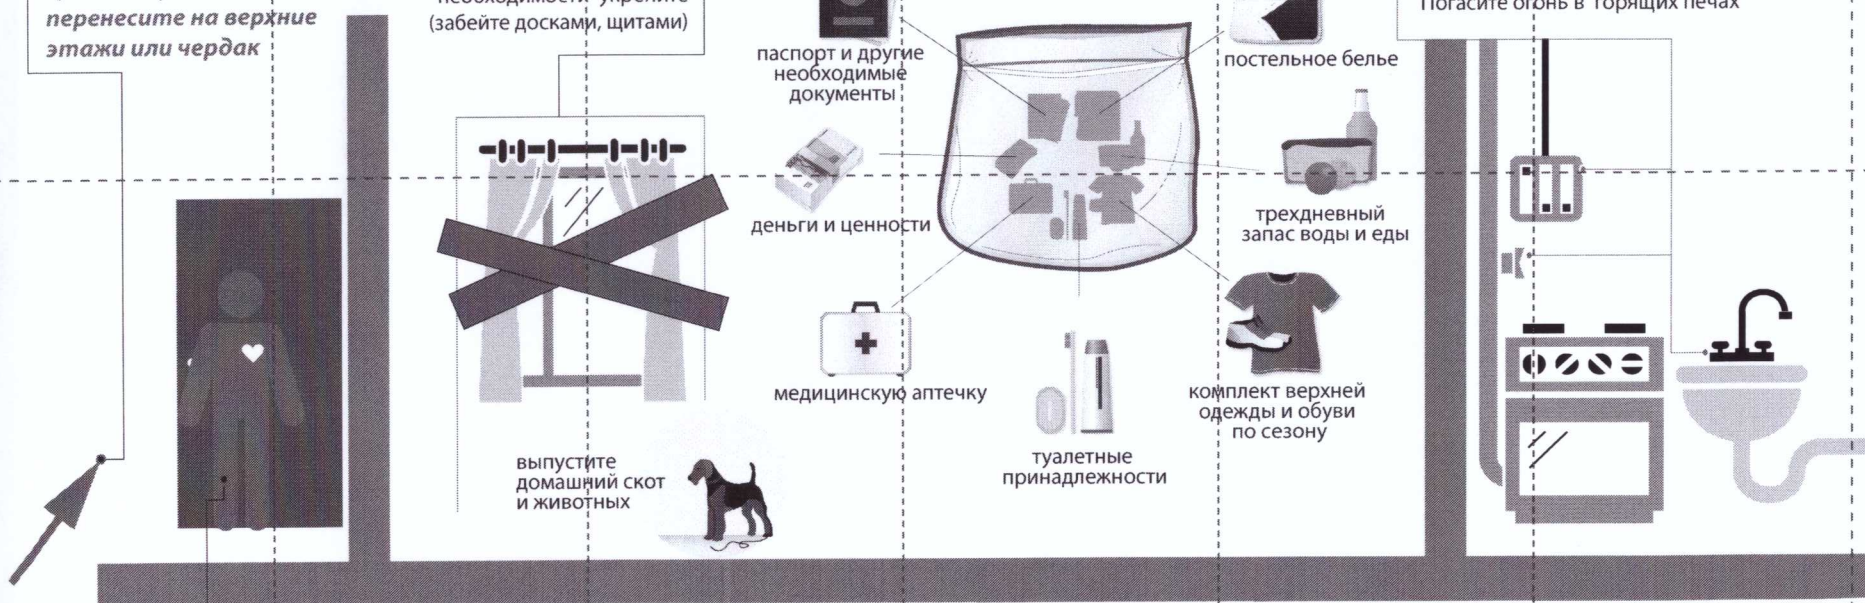 перенесите на верхние
этажи или чердак
необходимости укрепите
(забейте досками, щитами)
паспорт и другие
необходимые
документы
деньги и ценности
медицинскую аптечку
туалетные
принадлежности
постельное белье
трехдневный
запас воды и еды
комплект верхней
одежды и обуви
по сезону
выпустите
домашний скот
и животных
Погасите огонь в горящих печах